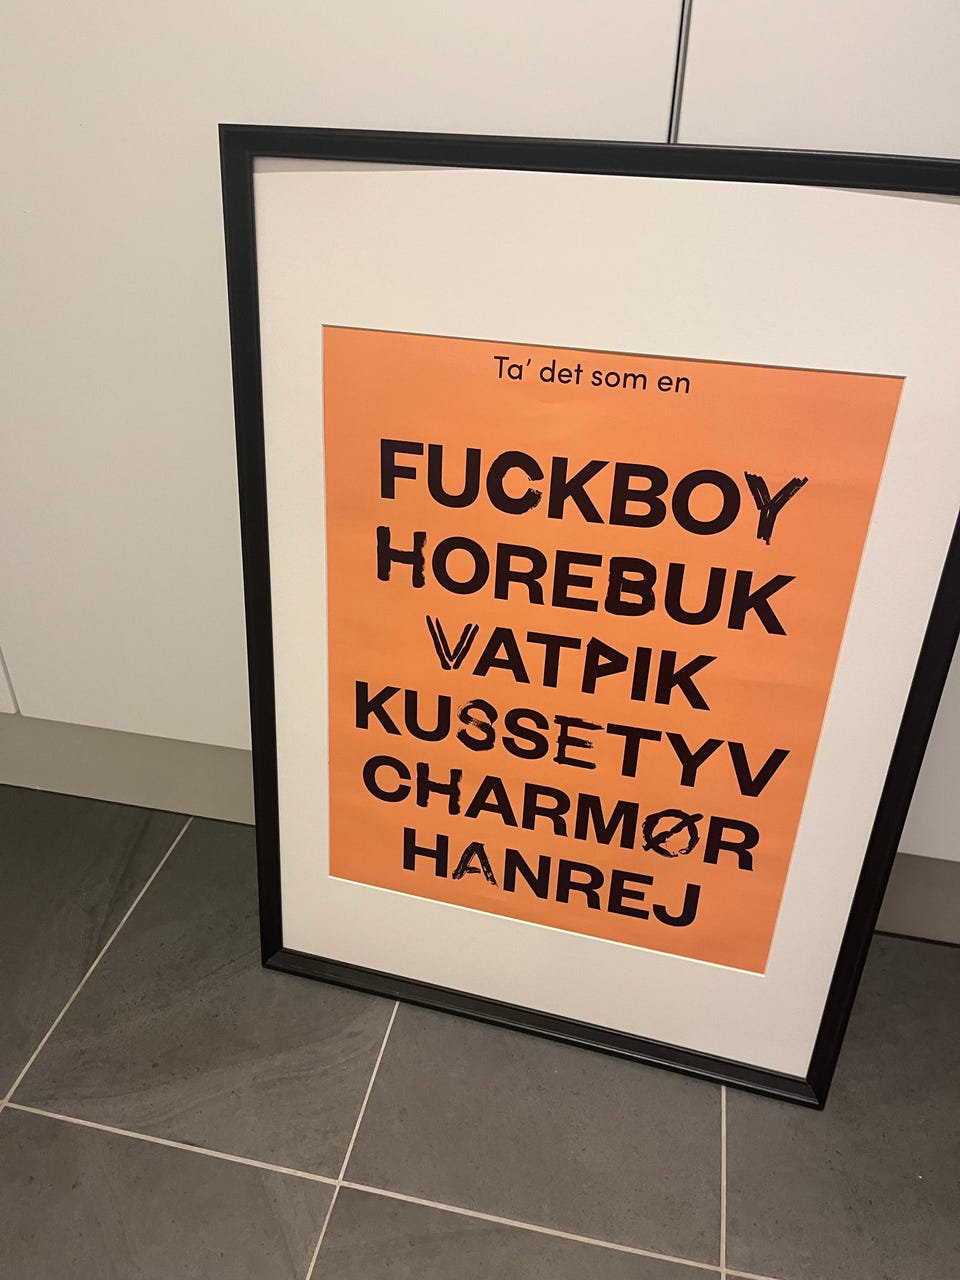 Ta' det som en
FUCKBOY
HOREBUK
VATPIK
KUSSETYV
CHARMØR
HANREJ